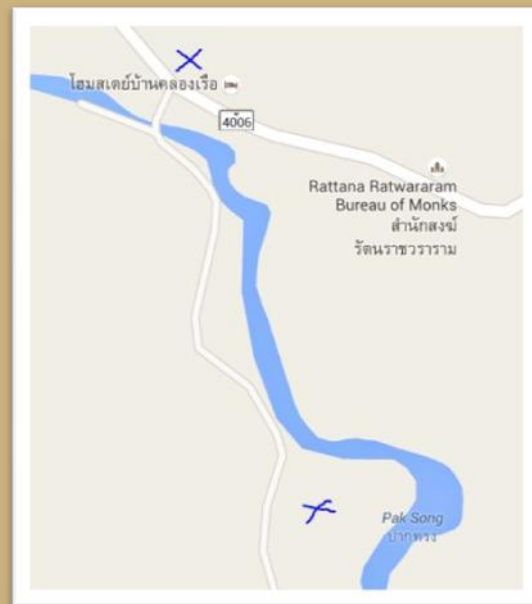 โฮมสเตย์บ้านคลองเรือ
4006
Rattana Ratwararam
Bureau of Monks
สำนักสงฆ์
รัตนราชวราราม
Pak Song
ปากทรง